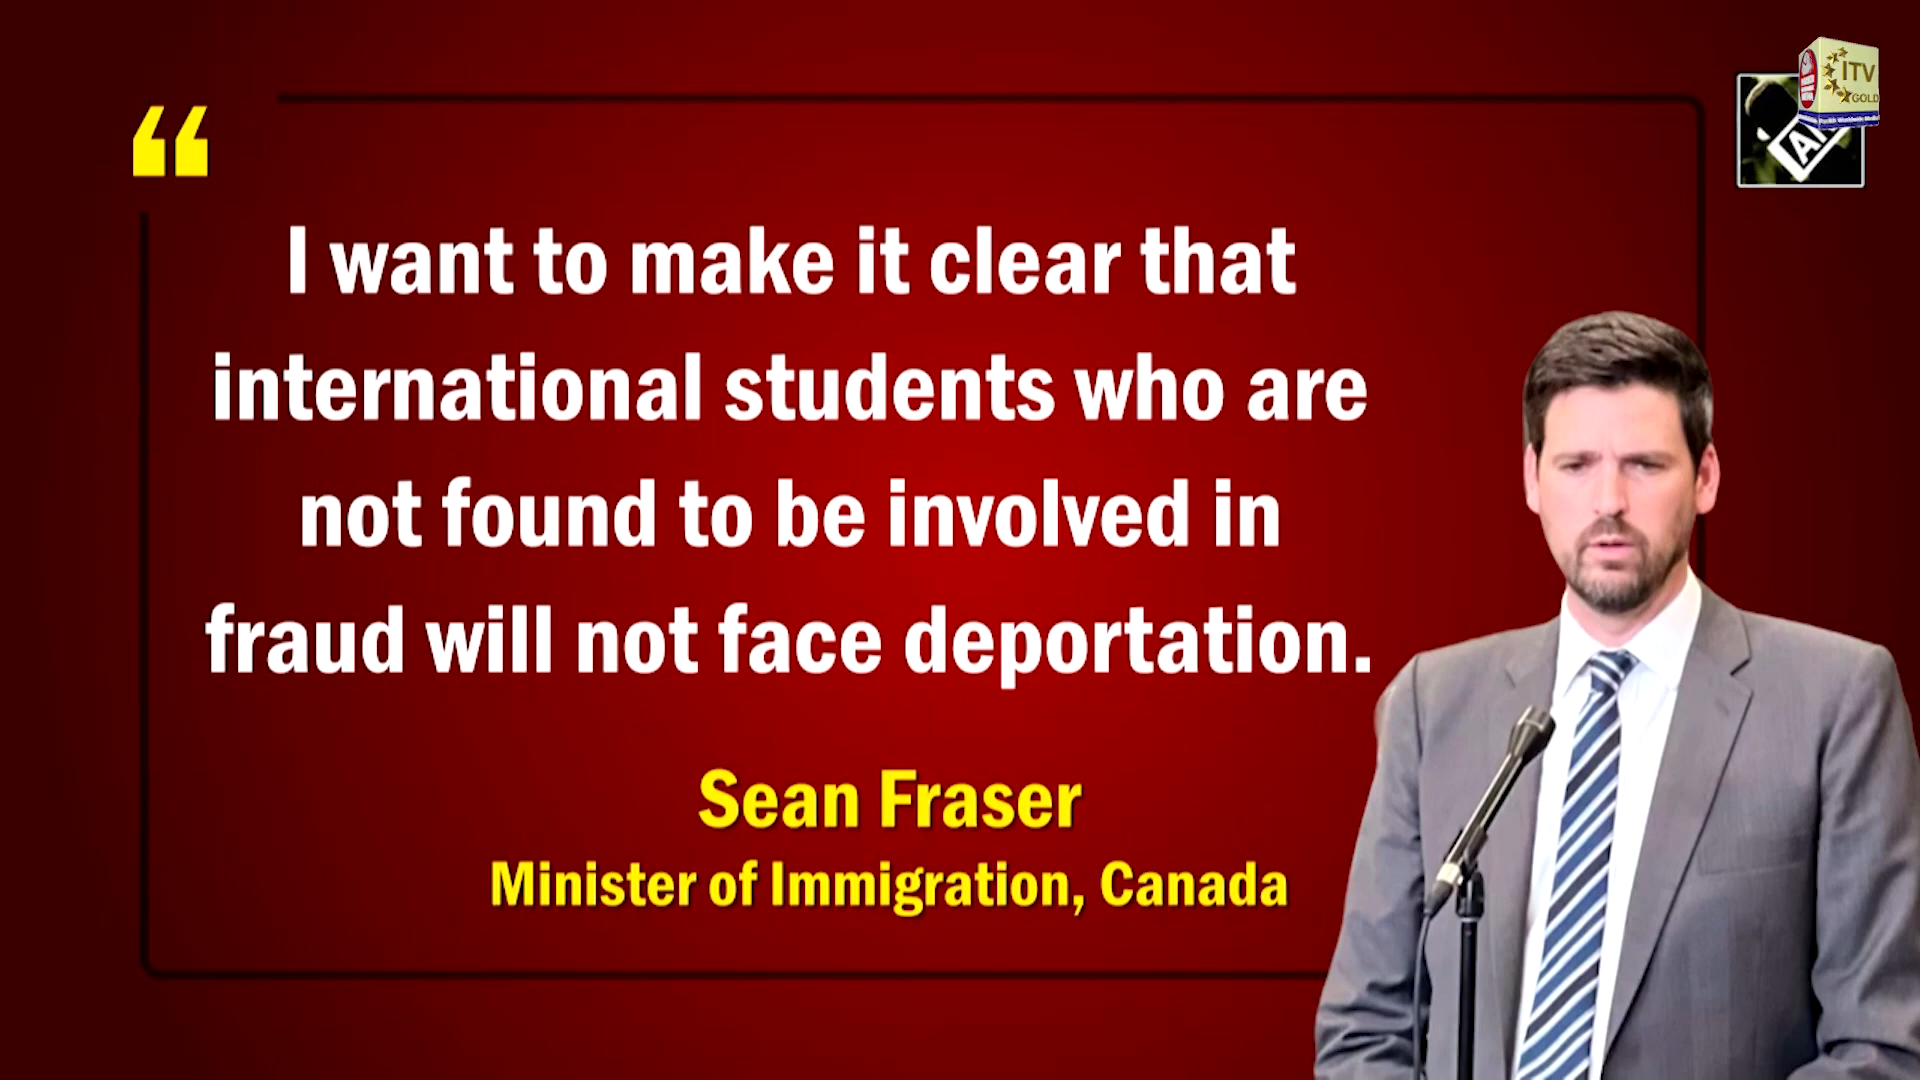 ITV
GOLD
“
I want to make it clear that
international students who are
not found to be involved in
fraud will not face deportation.
Sean Fraser
Minister of Immigration, Canada